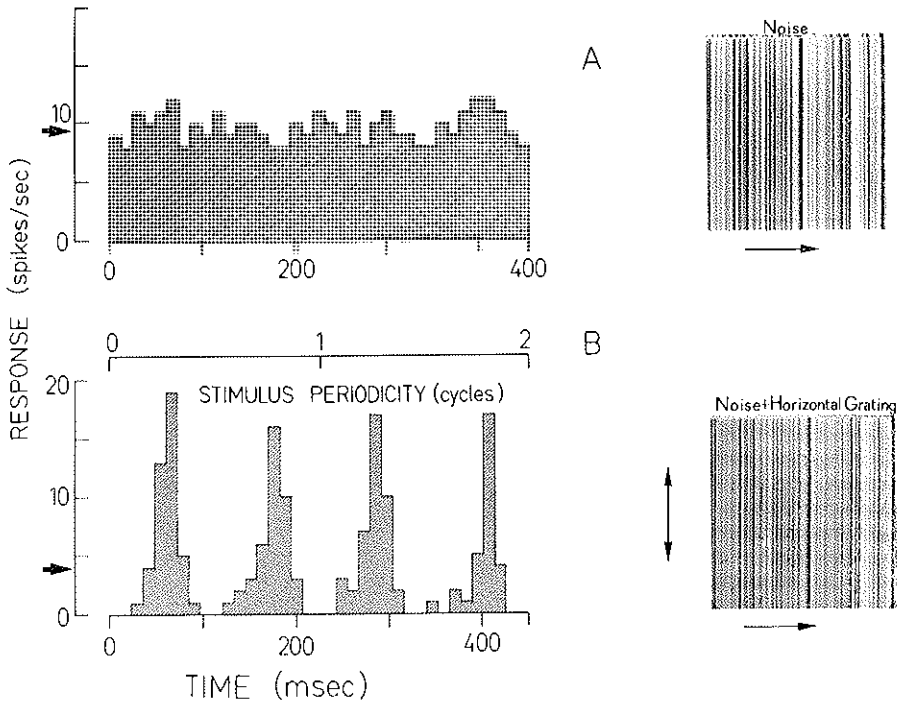 A
Noise
10
0
0
200
400
RESPONSE (spikes/sec)
0
1
2
B
STIMULUS PERIODICITY (cycles)
Noise+Horizontal Grating
20
10
0
0
200
400
TIME (msec)